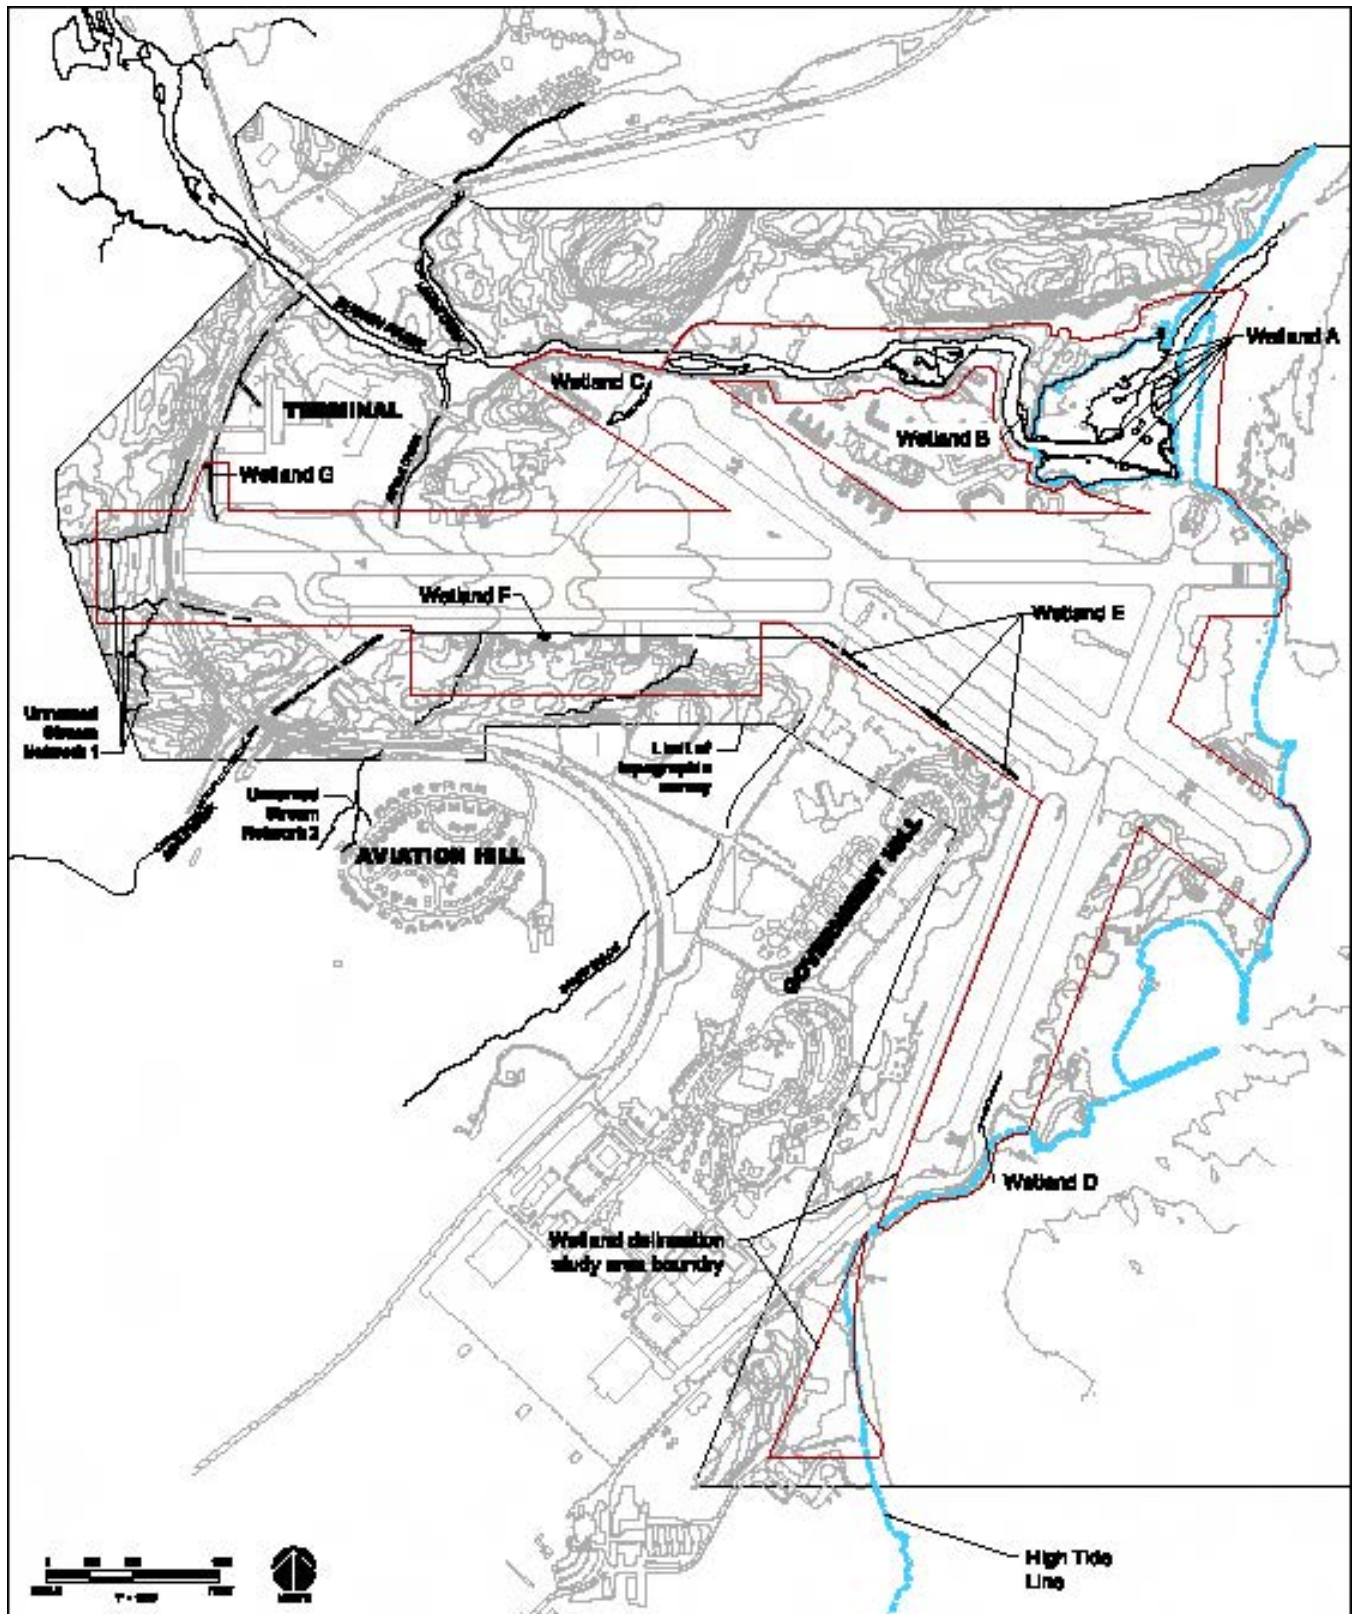 Wetland A
Wetland C
TERMINAL
Wetland B
Wetland G
Wetland F
Wetland E
Unnamed
Stream
Network 1
Limit of
topographic
survey
Unnamed
Stream
Network 2
AVIATION HILL
GOVERNMENT HILL
Wetland D
Wetland delineation
study area boundry
High Tide
Line